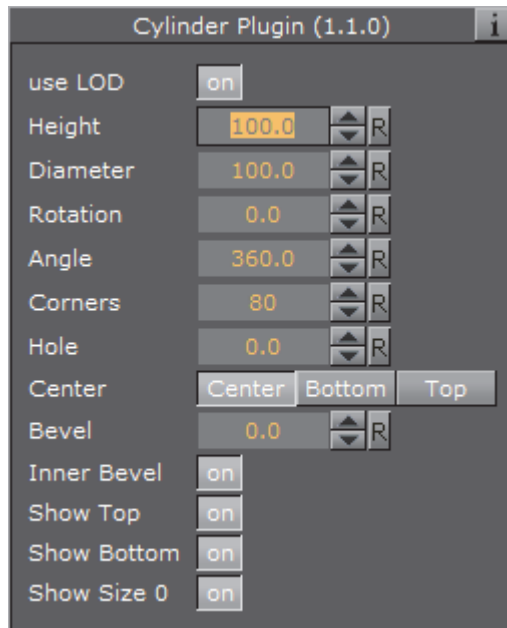 Cylinder Plugin (1.1.0) i
use LOD on
Height 100.0 R
Diameter 100.0 R
Rotation 0.0 R
Angle 360.0 R
Corners 80 R
Hole 0.0 R
Center Center Bottom Top
Bevel 0.0 R
Inner Bevel on
Show Top on
Show Bottom on
Show Size 0 on